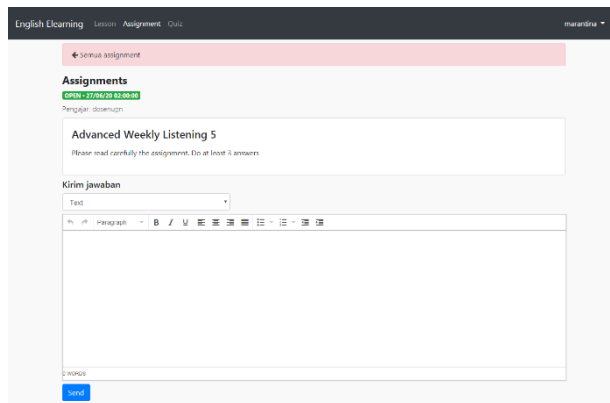 English Elearning Lesson Assignment Quiz marantina
Semua assignment
Assignments
OPEN - 27/06/20 02:00:00
Pengajar: dosenupn
Advanced Weekly Listening 5
Please read carefully the assignment. Do at least 3 answers
Kirim jawaban
Text
Paragraph B I U
0 WORDS
Send